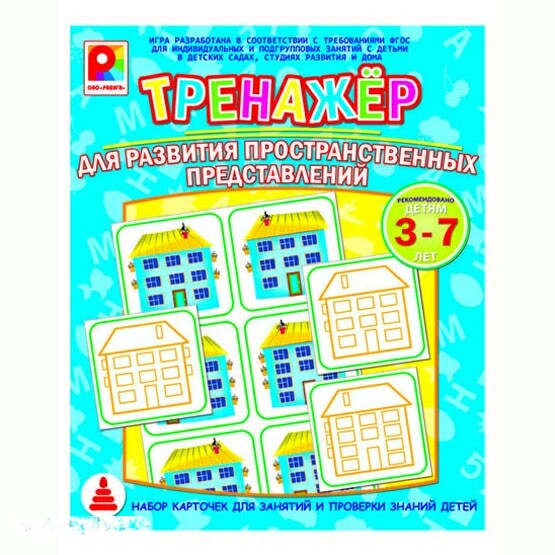 ИГРА РАЗРАБОТАНА В СООТВЕТСТВИИ С ТРЕБОВАНИЯМИ ФГОС
ДЛЯ ИНДИВИДУАЛЬНЫХ И ПОДГРУППОВЫХ ЗАНЯТИЙ С ДЕТЬМИ
В ДЕТСКИХ САДАХ, СТУДИЯХ РАЗВИТИЯ И ДОМА
ОАО «РАДУГА»
ТРЕНАЖЁР
ДЛЯ РАЗВИТИЯ ПРОСТРАНСТВЕННЫХ
ПРЕДСТАВЛЕНИЙ
РЕКОМЕНДОВАНО
ДЕТЯМ
3-7
ЛЕТ
НАБОР КАРТОЧЕК ДЛЯ ЗАНЯТИЙ И ПРОВЕРКИ ЗНАНИЙ ДЕТЕЙ